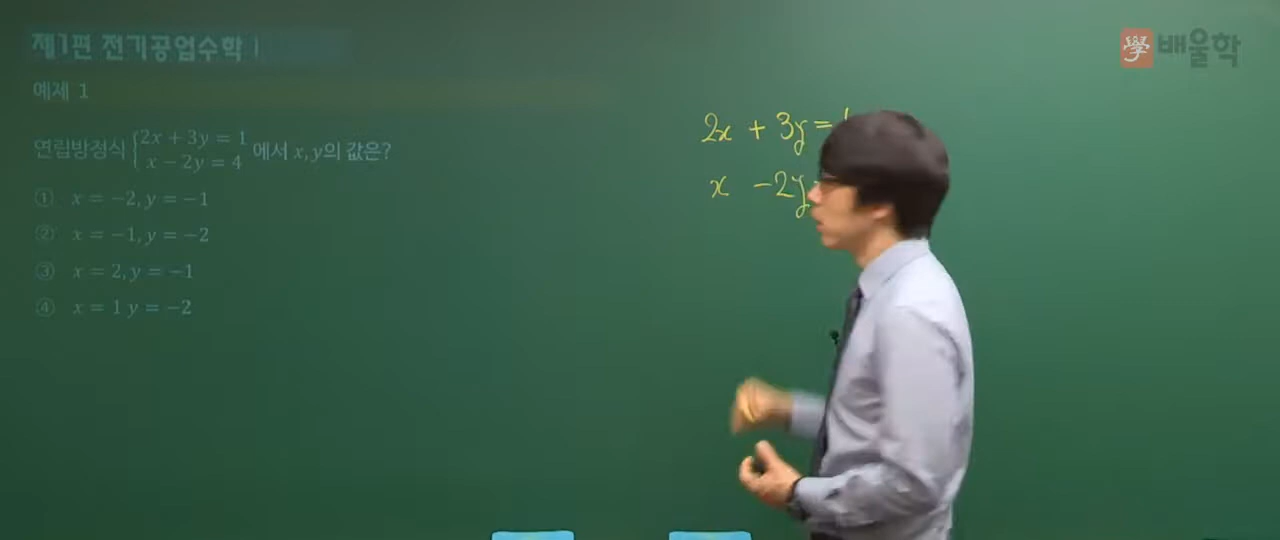 제1편 전기공업수학 I
學 배울학
예제 1
연립방정식 {2x + 3y = 1
x − 2y = 4 에서 x, y의 값은?
① x = −2, y = −1
② x = −1, y = −2
③ x = 2, y = −1
④ x = 1 y = −2
2x + 3y =
x − 2y